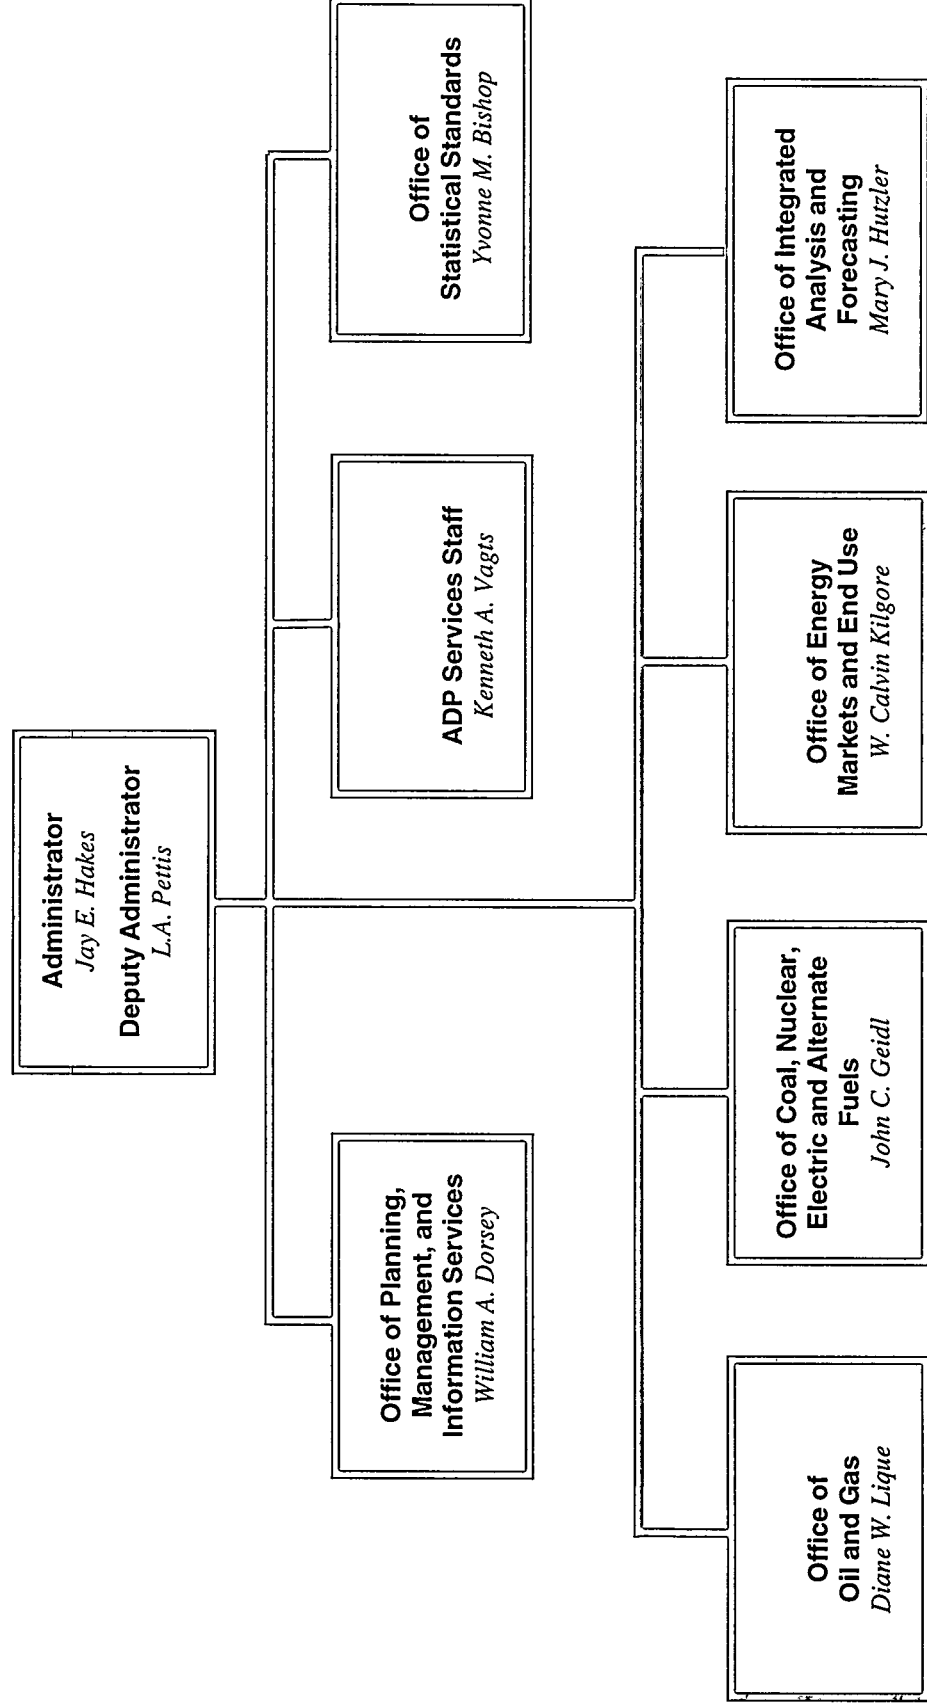 Administrator
Jay E. Hakes
Deputy Administrator
L.A. Pettis
Office of Planning,
Management, and
Information Services
William A. Dorsey
ADP Services Staff
Kenneth A. Vagts
Office of
Statistical Standards
Yvonne M. Bishop
Office of
Oil and Gas
Diane W. Lique
Office of Coal, Nuclear,
Electric and Alternate
Fuels
John C. Geidl
Office of Energy
Markets and End Use
W. Calvin Kilgore
Office of Integrated
Analysis and
Forecasting
Mary J. Hutzler